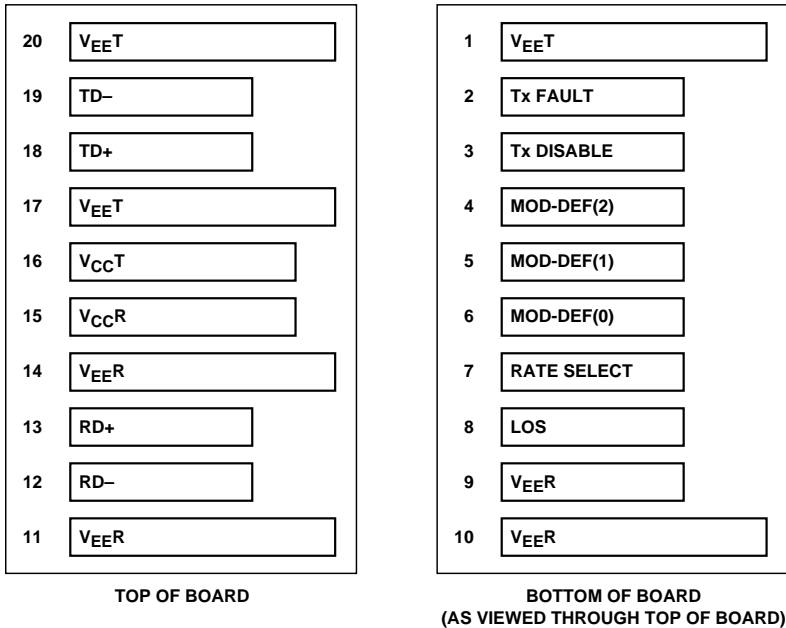 20 VEET
19 TD–
18 TD+
17 VEET
16 VCCT
15 VCCR
14 VEER
13 RD+
12 RD–
11 VEER
TOP OF BOARD
1 VEET
2 Tx FAULT
3 Tx DISABLE
4 MOD-DEF(2)
5 MOD-DEF(1)
6 MOD-DEF(0)
7 RATE SELECT
8 LOS
9 VEER
10 VEER
BOTTOM OF BOARD
(AS VIEWED THROUGH TOP OF BOARD)